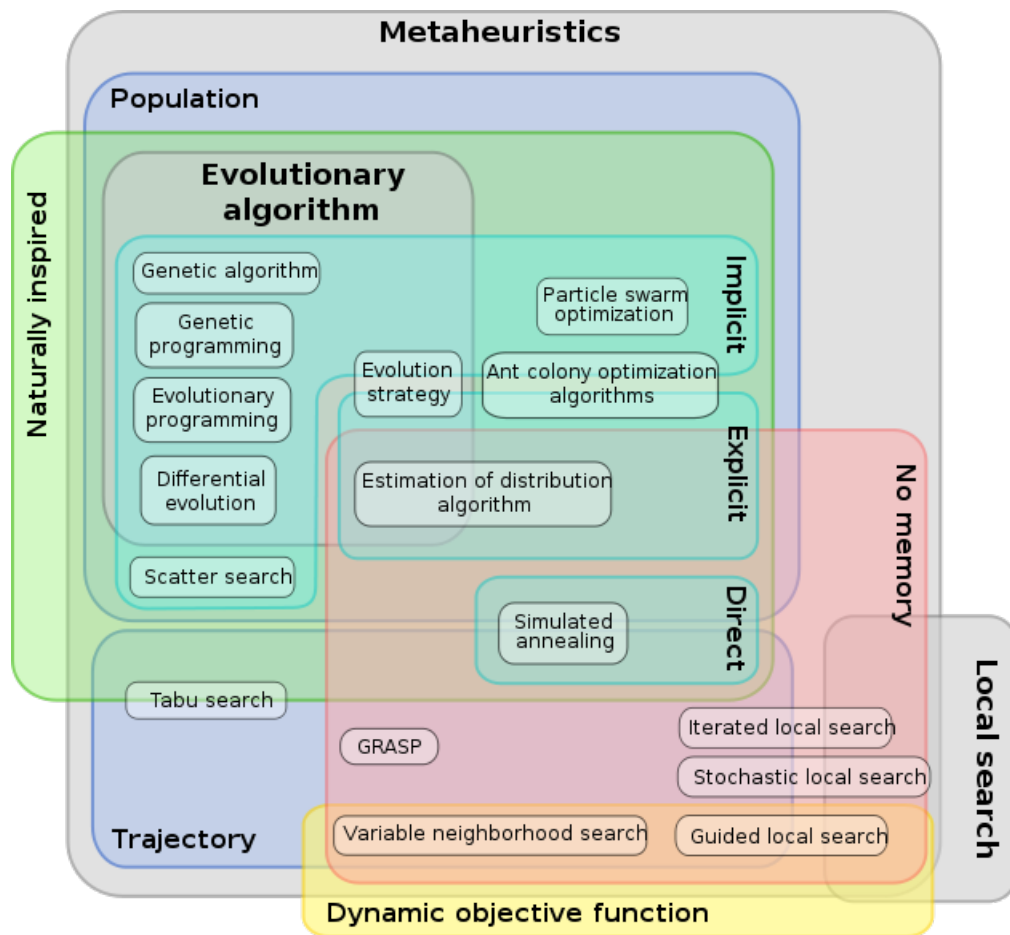 Metaheuristics
Population
Naturally inspired
Evolutionary
algorithm
Implicit
Genetic algorithm
Particle swarm
optimization
Genetic
programming
Evolution
strategy
Ant colony optimization
algorithms
Evolutionary
programming
Explicit
No memory
Differential
evolution
Estimation of distribution
algorithm
Scatter search
Direct
Simulated
annealing
Local search
Tabu search
GRASP
Iterated local search
Stochastic local search
Trajectory
Variable neighborhood search
Guided local search
Dynamic objective function